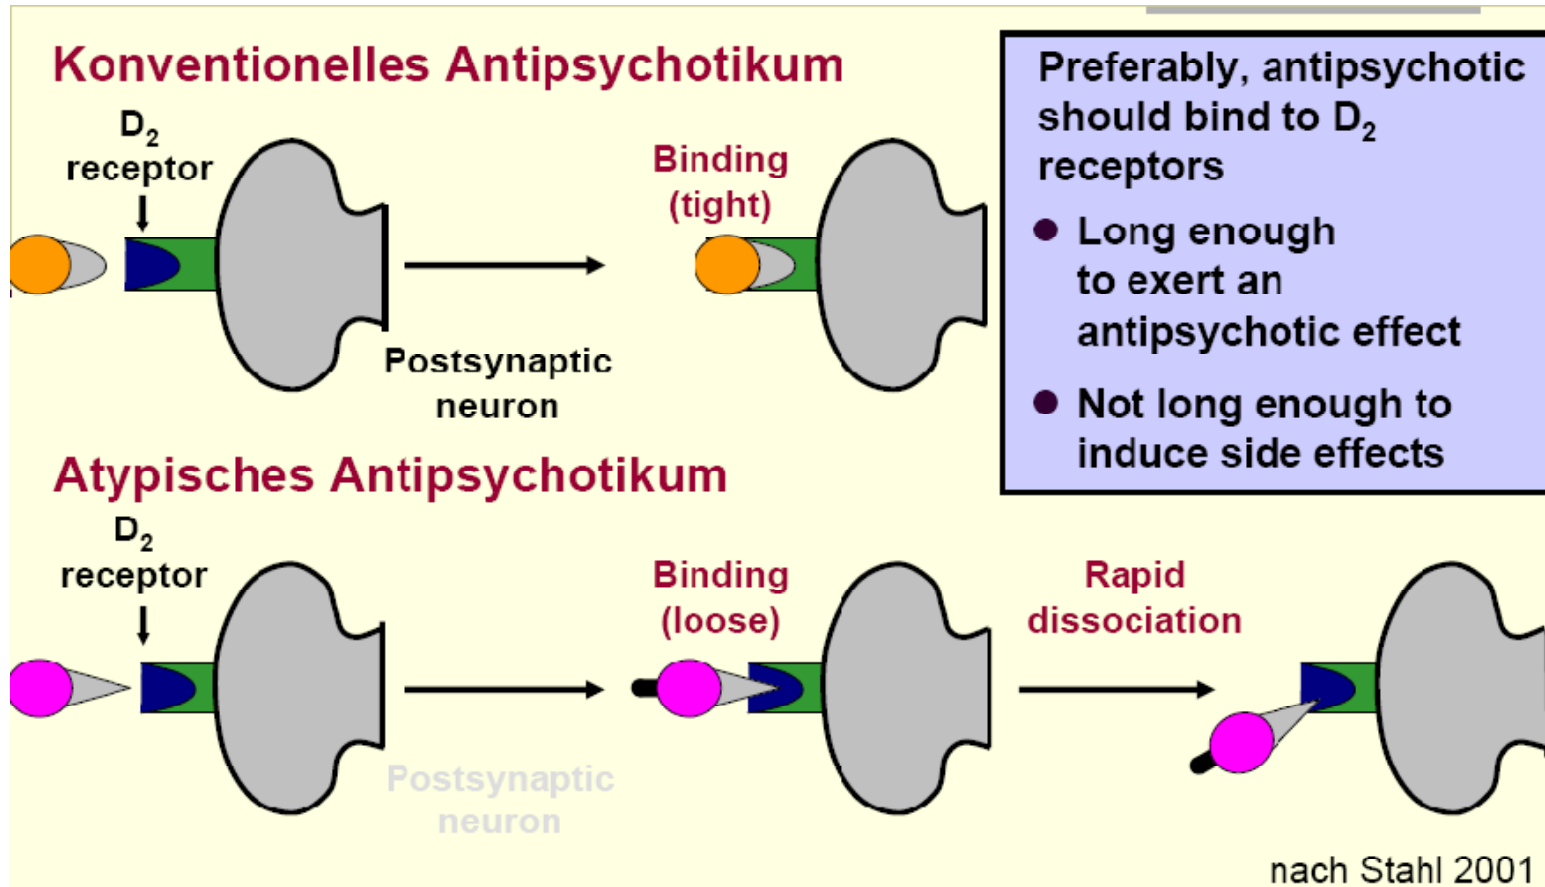 Konventionelles Antipsychotikum
D2
receptor
Binding
(tight)
Postsynaptic
neuron
Preferably, antipsychotic
should bind to D2
receptors
● Long enough
to exert an
antipsychotic effect
● Not long enough to
induce side effects
Atypisches Antipsychotikum
D2
receptor
Binding
(loose)
Rapid
dissociation
Postsynaptic
neuron
nach Stahl 2001